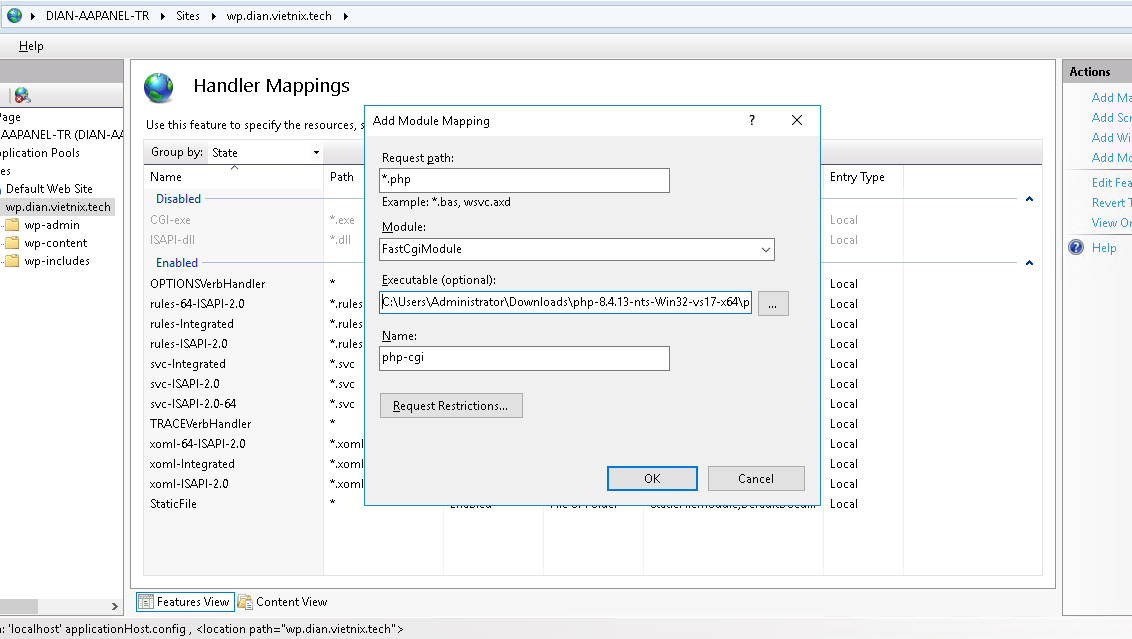 DIAN-AAPANEL-TR Sites wp.dian.vietnix.tech
Help
Page
AAPANEL-TR (DIAN-AA
plication Pools
es
Default Web Site
wp.dian.vietnix.tech
wp-admin
wp-content
wp-includes
Handler Mappings
Use this feature to specify the resources, s
Group by: State
Name Path Entry Type
Disabled
CGI-exe *.exe Local
ISAPI-dll *.dll Local
Enabled
OPTIONSVerbHandler * Local
rules-64-ISAPI-2.0 *.rules Local
rules-Integrated *.rules Local
rules-ISAPI-2.0 *.rules Local
svc-Integrated *.svc Local
svc-ISAPI-2.0 *.svc Local
svc-ISAPI-2.0-64 *.svc Local
TRACEVerbHandler * Local
xoml-64-ISAPI-2.0 *.xoml Local
xoml-Integrated *.xoml Local
xoml-ISAPI-2.0 *.xoml Local
StaticFile * Enabled File or Folder StaticFileModule,DefaultDocu... Local
Add Module Mapping ?
Request path:
*.php
Example: *.bas, wsvc.axd
Module:
FastCgiModule
Executable (optional):
C:\Users\Administrator\Downloads\php-8.4.13-nts-Win32-vs17-x64\p
...
Name:
php-cgi
Request Restrictions...
OK Cancel
Actions
Add Ma
Add Scr
Add Wi
Add Mo
Edit Fea
Revert T
View Or
Help
Features View Content View
: 'localhost' applicationHost.config , <location path="wp.dian.vietnix.tech">